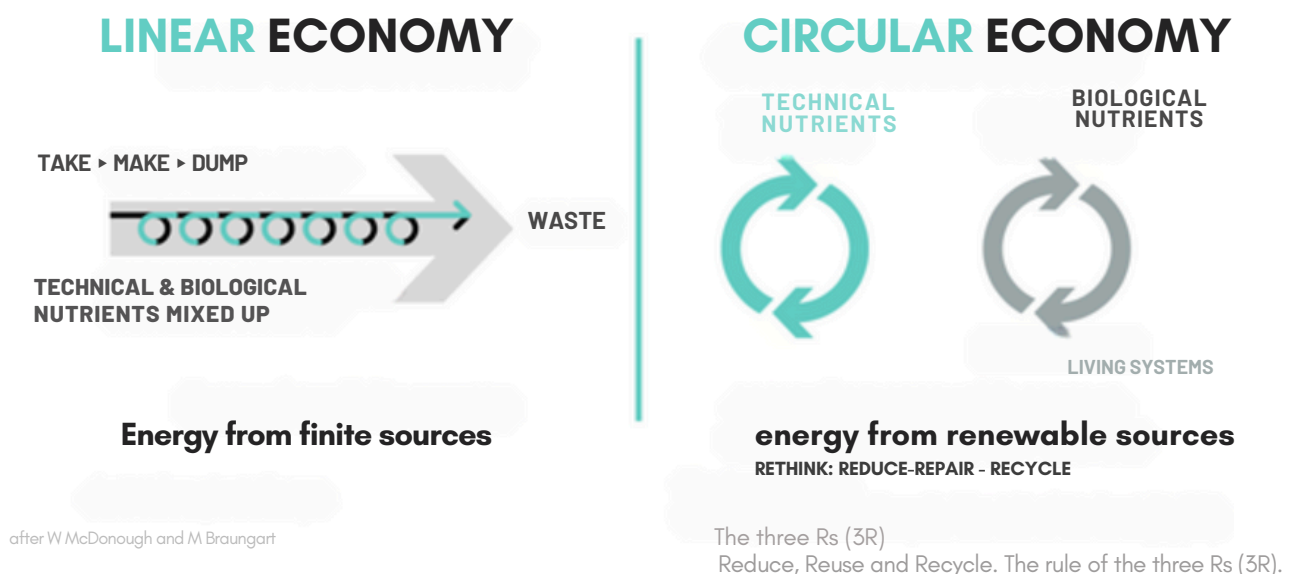 LINEAR ECONOMY
TAKE ▸ MAKE ▸ DUMP
WASTE
TECHNICAL & BIOLOGICAL
NUTRIENTS MIXED UP
Energy from finite sources
after W McDonough and M Braungart
CIRCULAR ECONOMY
TECHNICAL
NUTRIENTS
BIOLOGICAL
NUTRIENTS
LIVING SYSTEMS
energy from renewable sources
RETHINK: REDUCE-REPAIR - RECYCLE
The three Rs (3R)
Reduce, Reuse and Recycle. The rule of the three Rs (3R).